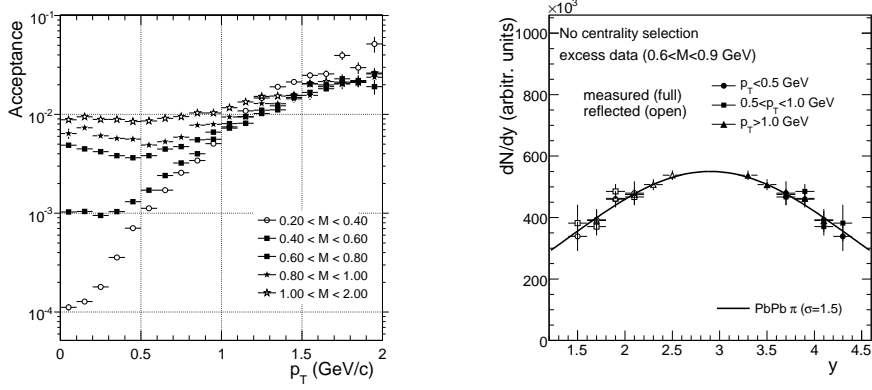 Acceptance
10-1
10-2
10-3
10-4
0.20 < M < 0.40
0.40 < M < 0.60
0.60 < M < 0.80
0.80 < M < 1.00
1.00 < M < 2.00
0 0.5 1 1.5 2
pT (GeV/c)
×10³
dN/dy (arbitr. units)
1000
800
600
400
200
0
No centrality selection
excess data (0.6<M<0.9 GeV)
measured (full)
reflected (open)
pT<0.5 GeV
0.5<pT<1.0 GeV
pT>1.0 GeV
PbPb π (σ=1.5)
1.5 2 2.5 3 3.5 4 4.5
y